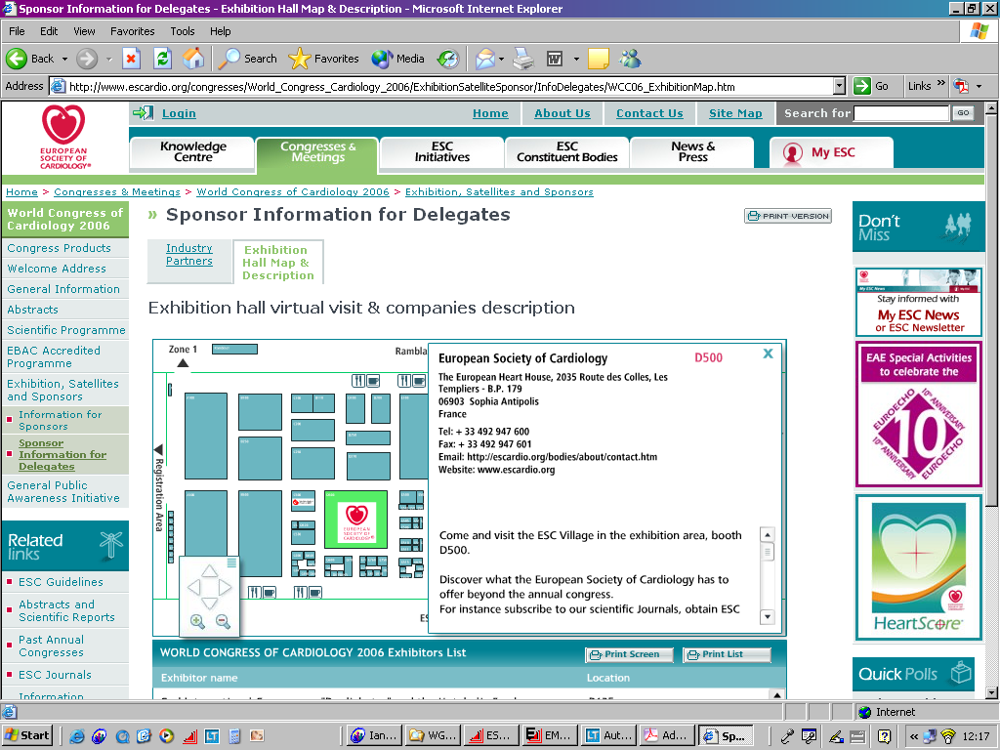 Sponsor Information for Delegates - Exhibition Hall Map & Description - Microsoft Internet Explorer
File Edit View Favorites Tools Help
Back Search Favorites Media
Address http://www.escardio.org/congresses/World_Congress_Cardiology_2006/ExhibitionSatelliteSponsor/InfoDelegates/WCC06_ExhibitionMap.htm Go Links »
EUROPEAN
SOCIETY OF
CARDIOLOGY®
Login Home About Us Contact Us Site Map Search for GO
Knowledge
Centre
Congresses &
Meetings
ESC
Initiatives
ESC
Constituent Bodies
News &
Press
My ESC
Home > Congresses & Meetings > World Congress of Cardiology 2006 > Exhibition, Satellites and Sponsors
World Congress of
Cardiology 2006
Congress Products
Welcome Address
General Information
Abstracts
Scientific Programme
EBAC Accredited
Programme
Exhibition, Satellites
and Sponsors
Information for
Sponsors
Sponsor
Information for
Delegates
General Public
Awareness Initiative
Related
links
ESC Guidelines
Abstracts and
Scientific Reports
Past Annual
Congresses
ESC Journals
Information
» Sponsor Information for Delegates
PRINT VERSION
Industry
Partners
Exhibition
Hall Map &
Description
Exhibition hall virtual visit & companies description
Zone 1
Rambla
Registration Area
EUROPEAN
SOCIETY OF
CARDIOLOGY®
ES
European Society of Cardiology D500 X
The European Heart House, 2035 Route des Colles, Les
Templiers - B.P. 179
06903 Sophia Antipolis
France
Tel: + 33 492 947 600
Fax: + 33 492 947 601
Email: http://escardio.org/bodies/about/contact.htm
Website: www.escardio.org
Come and visit the ESC Village in the exhibition area, booth
D500.
Discover what the European Society of Cardiology has to
offer beyond the annual congress.
For instance subscribe to our scientific Journals, obtain ESC
WORLD CONGRESS OF CARDIOLOGY 2006 Exhibitors List Print Screen Print List
Exhibitor name Location
Don't
Miss
My ESC News
Stay informed with
My ESC News
or ESC Newsletter
EAE Special Activities
to celebrate the
10th ANNIVERSARY
EUROECHO
10
10th ANNIVERSARY
EUROECHO
HeartScore
Quick Polls
Internet
Start Ian... WG... ES... EM... Aut... Ad... Sp... « 12:17